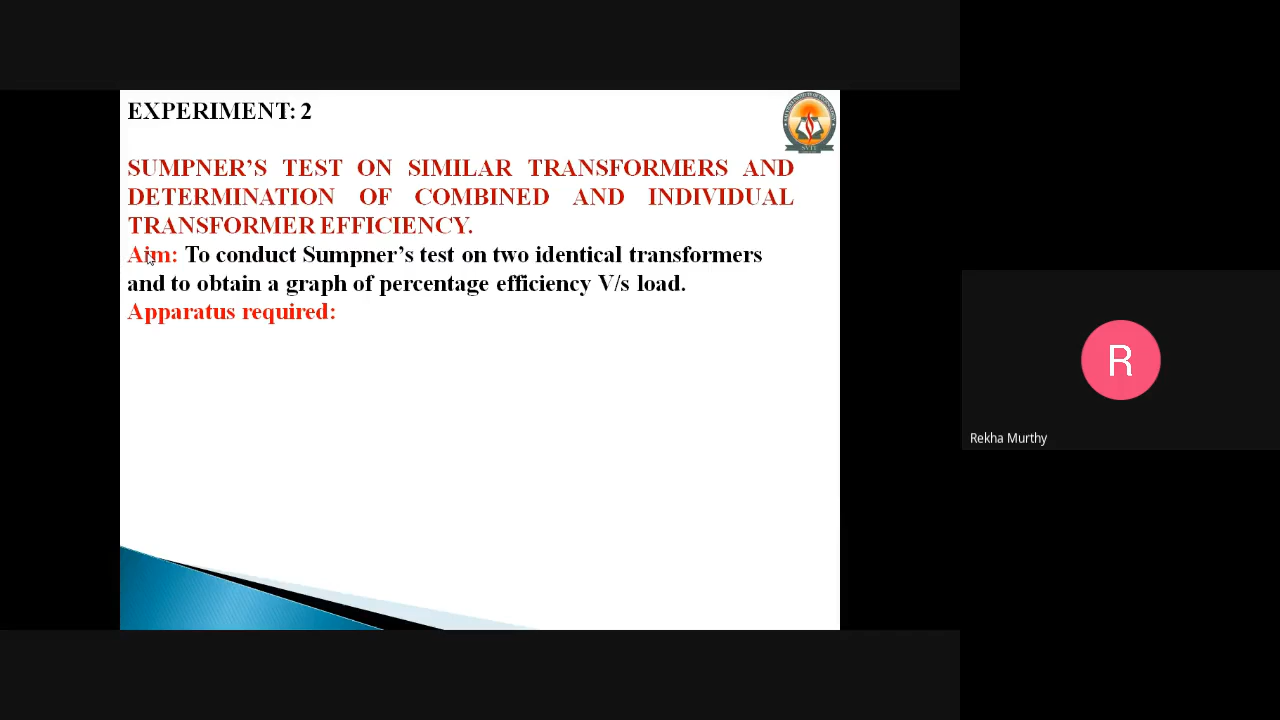 EXPERIMENT: 2
SUMPNER’S TEST ON SIMILAR TRANSFORMERS AND
DETERMINATION OF COMBINED AND INDIVIDUAL
TRANSFORMER EFFICIENCY.
Aim: To conduct Sumpner’s test on two identical transformers
and to obtain a graph of percentage efficiency V/s load.
Apparatus required:
R
Rekha Murthy